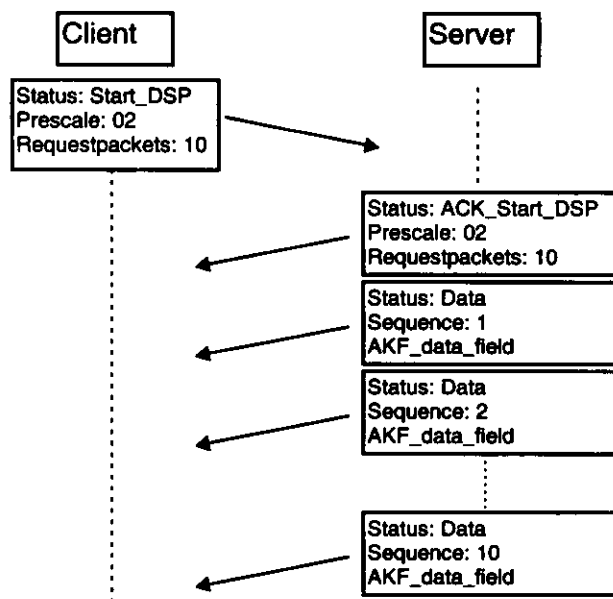 Client
Server
Status: Start_DSP
Prescale: 02
Requestpackets: 10
Status: ACK_Start_DSP
Prescale: 02
Requestpackets: 10
Status: Data
Sequence: 1
AKF_data_field
Status: Data
Sequence: 2
AKF_data_field
Status: Data
Sequence: 10
AKF_data_field